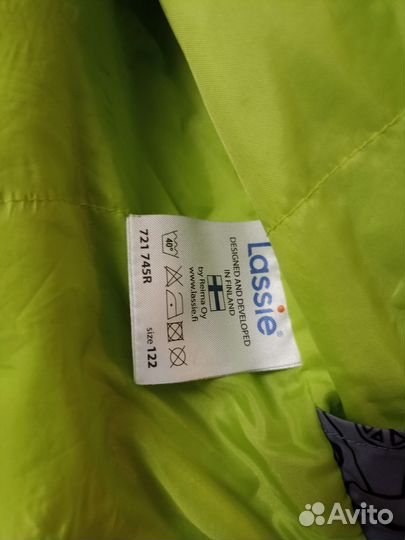 Lassie®
DESIGNED AND DEVELOPED
IN FINLAND
by Reima Oy
www.lassie.fi
40°
721 745R
size 122
Avito